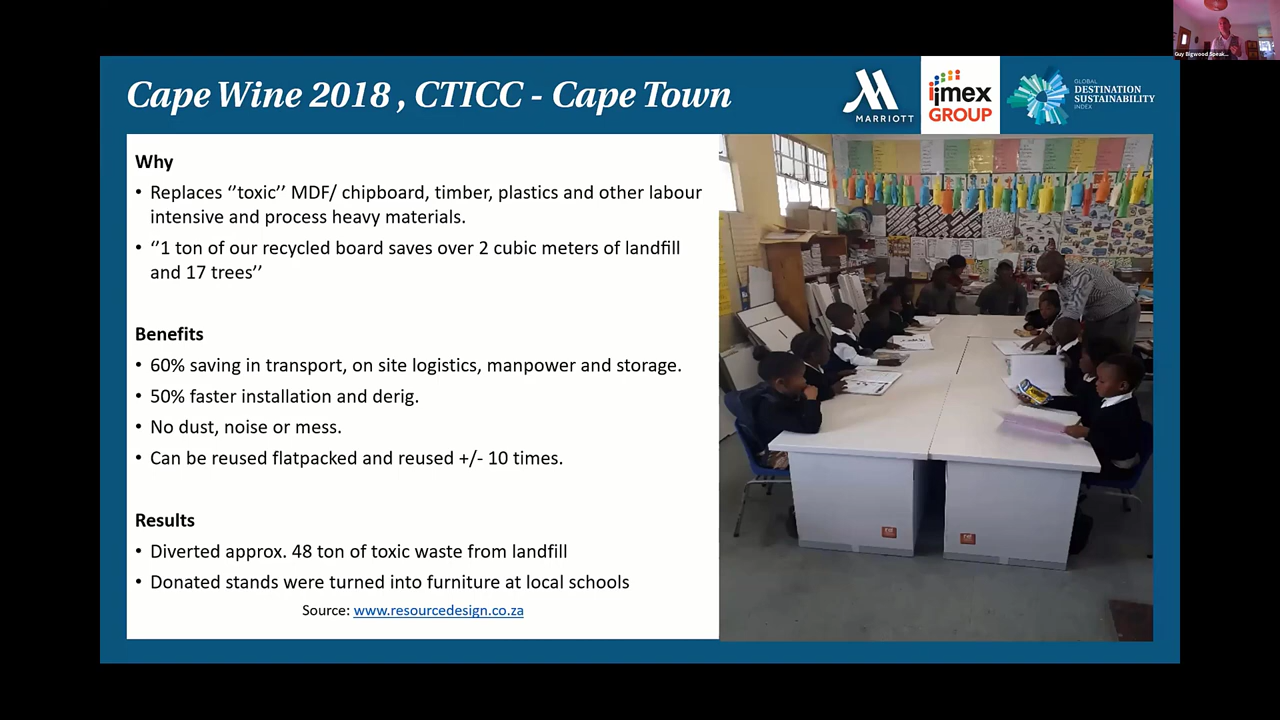 Guy Bigwood Speak...
Cape Wine 2018 , CTICC - Cape Town
MARRIOTT
imex
GROUP
GLOBAL
DESTINATION
SUSTAINABILITY
INDEX
Why
• Replaces ‘’toxic’’ MDF/ chipboard, timber, plastics and other labour
intensive and process heavy materials.
• ‘’1 ton of our recycled board saves over 2 cubic meters of landfill
and 17 trees’’
Benefits
• 60% saving in transport, on site logistics, manpower and storage.
• 50% faster installation and derig.
• No dust, noise or mess.
• Can be reused flatpacked and reused +/- 10 times.
Results
• Diverted approx. 48 ton of toxic waste from landfill
• Donated stands were turned into furniture at local schools
Source: www.resourcedesign.co.za